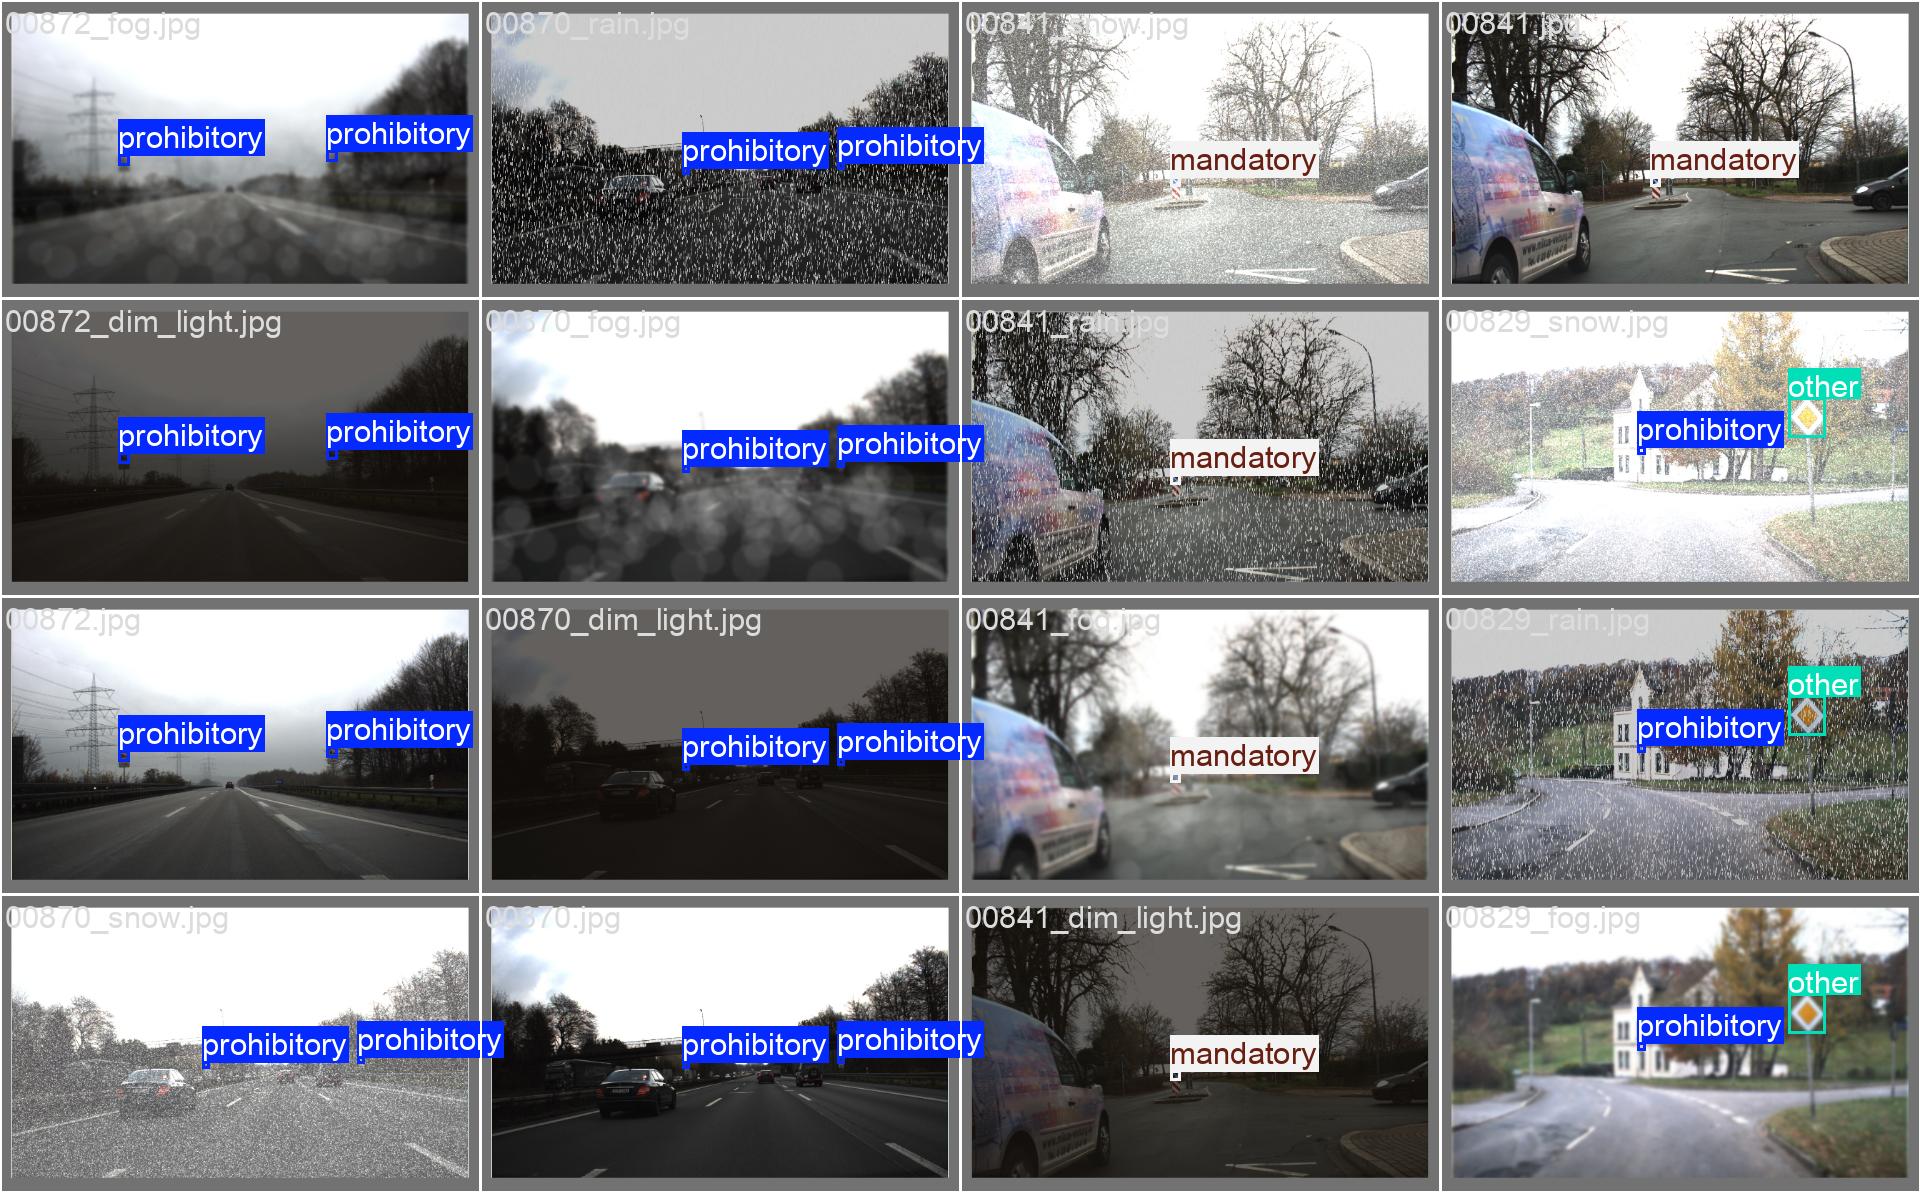 00872_fog.jpg
prohibitory
prohibitory
00870_rain.jpg
prohibitory
prohibitory
00841_snow.jpg
mandatory
00841.jpg
mandatory
00872_dim_light.jpg
prohibitory
prohibitory
00870_fog.jpg
prohibitory
prohibitory
00841_rain.jpg
mandatory
00829_snow.jpg
other
prohibitory
00872.jpg
prohibitory
prohibitory
00870_dim_light.jpg
prohibitory
prohibitory
00841_fog.jpg
mandatory
00829_rain.jpg
other
prohibitory
00870_snow.jpg
prohibitory
prohibitory
00870.jpg
prohibitory
prohibitory
00841_dim_light.jpg
mandatory
00829_fog.jpg
other
prohibitory